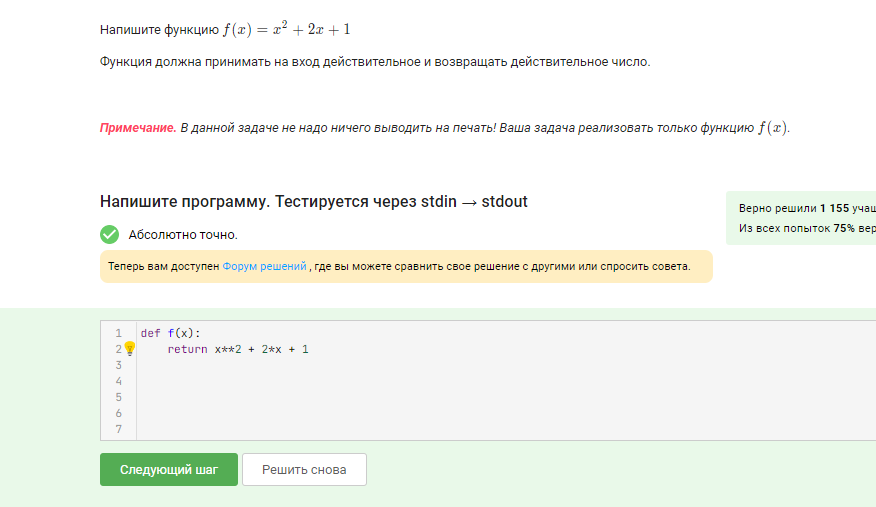 Напишите функцию f(x) = x² + 2x + 1
Функция должна принимать на вход действительное и возвращать действительное число.
Примечание. В данной задаче не надо ничего выводить на печать! Ваша задача реализовать только функцию f(x).
Напишите программу. Тестируется через stdin → stdout
Верно решили 1 155 учащ
Из всех попыток 75% вер
Абсолютно точно.
Теперь вам доступен Форум решений , где вы можете сравнить свое решение с другими или спросить совета.
1 def f(x):
2     return x**2 + 2*x + 1
3
4
5
6
7
Следующий шаг Решить снова